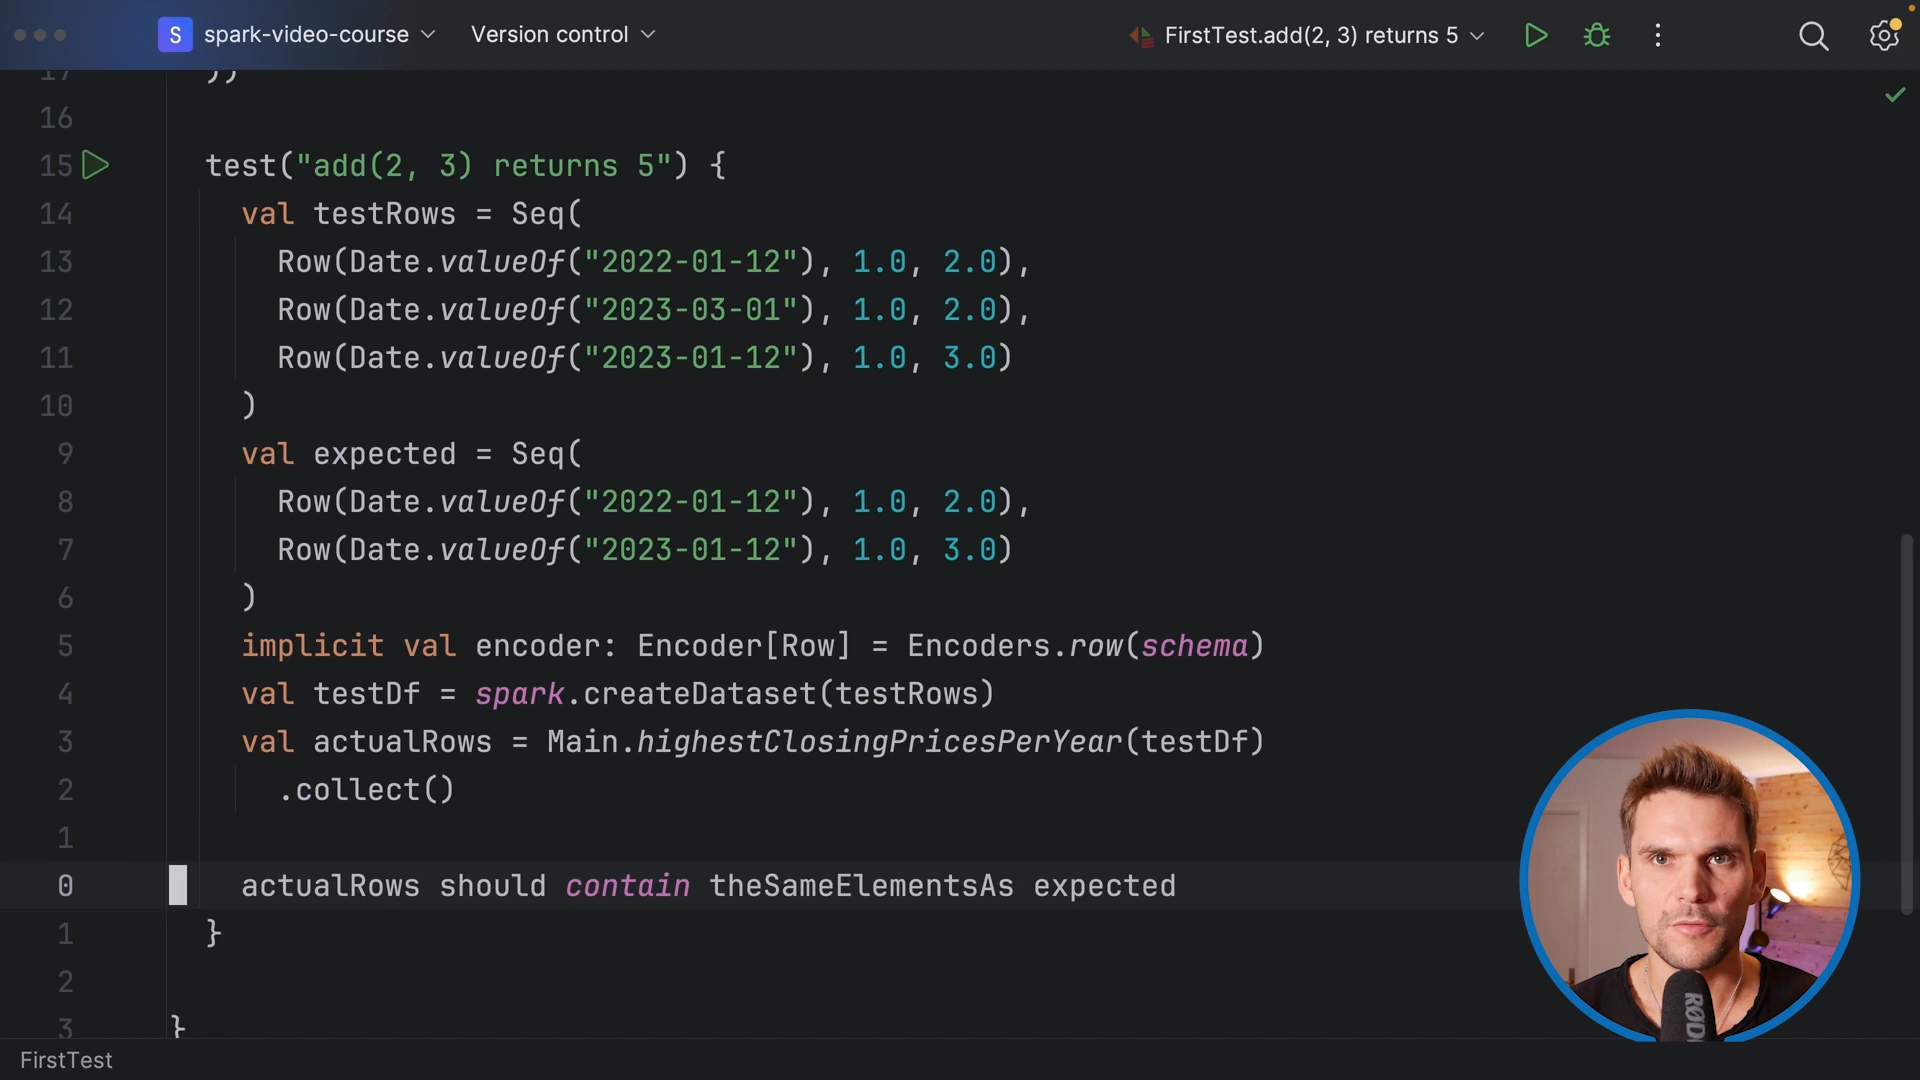 S spark-video-course Version control FirstTest.add(2, 3) returns 5
17 ))
16
15 test("add(2, 3) returns 5") {
14 val testRows = Seq(
13 Row(Date.valueOf("2022-01-12"), 1.0, 2.0),
12 Row(Date.valueOf("2023-03-01"), 1.0, 2.0),
11 Row(Date.valueOf("2023-01-12"), 1.0, 3.0)
10 )
9 val expected = Seq(
8 Row(Date.valueOf("2022-01-12"), 1.0, 2.0),
7 Row(Date.valueOf("2023-01-12"), 1.0, 3.0)
6 )
5 implicit val encoder: Encoder[Row] = Encoders.row(schema)
4 val testDf = spark.createDataset(testRows)
3 val actualRows = Main.highestClosingPricesPerYear(testDf)
2 .collect()
1
0 actualRows should contain theSameElementsAs expected
1 }
2
3 }
RØD
FirstTest